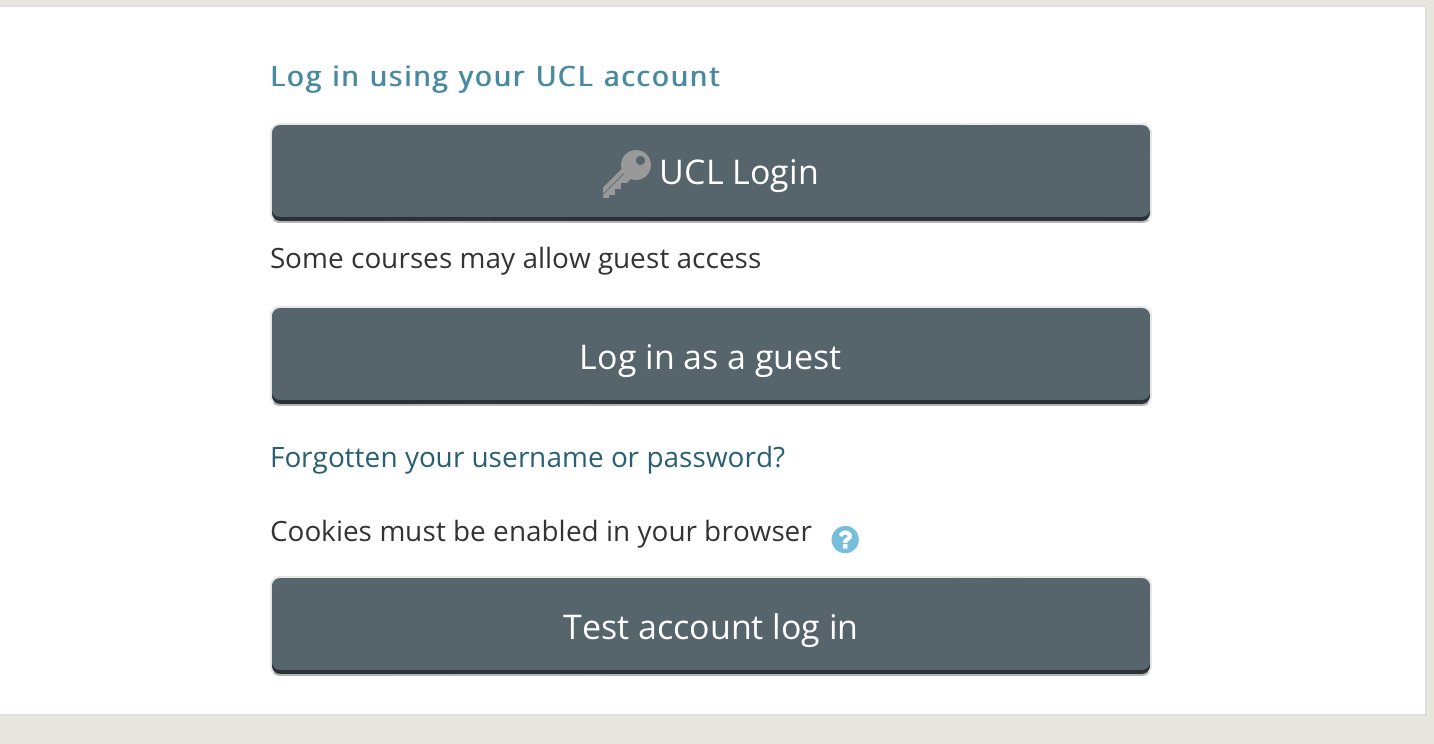 Log in using your UCL account
UCL Login
Some courses may allow guest access
Log in as a guest
Forgotten your username or password?
Cookies must be enabled in your browser ?
Test account log in